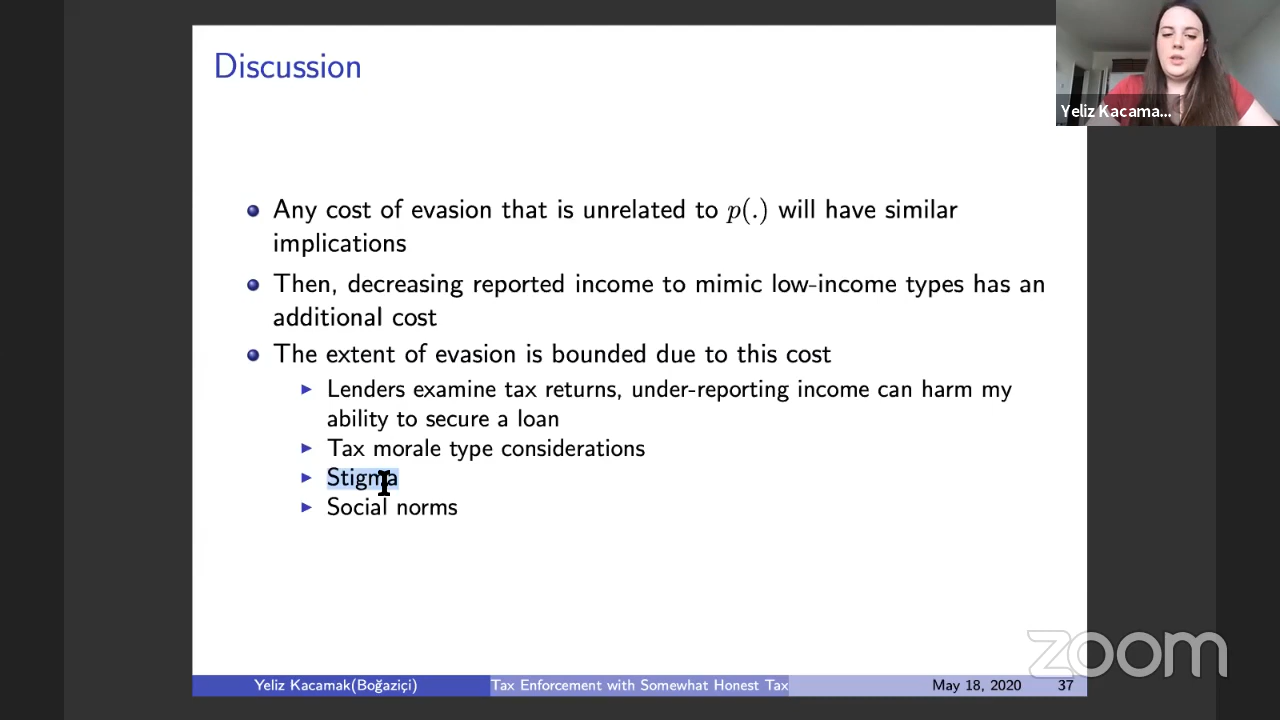 Discussion
Any cost of evasion that is unrelated to p(.) will have similar
implications
Then, decreasing reported income to mimic low-income types has an
additional cost
The extent of evasion is bounded due to this cost
Lenders examine tax returns, under-reporting income can harm my
ability to secure a loan
Tax morale type considerations
Stigma
Social norms
Yeliz Kacama...
zoom
Yeliz Kacamak(Boğaziçi)
Tax Enforcement with Somewhat Honest Tax
May 18, 2020
37